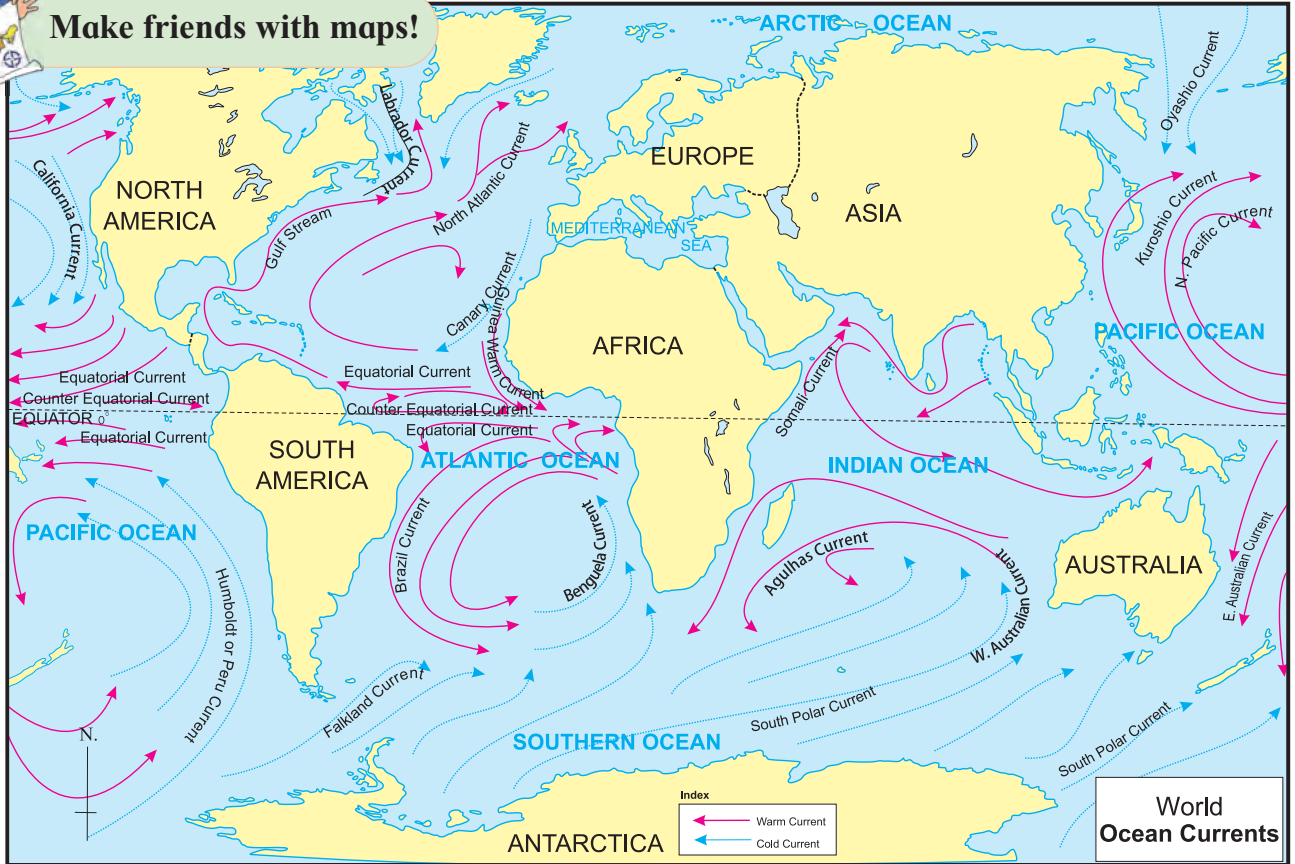 Make friends with maps!
ARCTIC OCEAN
Oyashio Current
Labrador Current
North Atlantic Current
EUROPE
California Current
NORTH
AMERICA
ASIA
Gulf Stream
MEDITERRANEAN
SEA
Kuroshio Current
N. Pacific Current
Canary Current
Guinea Warm Current
PACIFIC OCEAN
AFRICA
Somali Current
Equatorial Current
Equatorial Current
Counter Equatorial Current
Counter Equatorial Current
EQUATOR 0°
Equatorial Current
Equatorial Current
SOUTH
AMERICA
ATLANTIC OCEAN
INDIAN OCEAN
PACIFIC OCEAN
Brazil Current
Benguela Current
Agulhas Current
AUSTRALIA
E. Australian Current
W. Australian Current
Humboldt or Peru Current
Falkland Current
South Polar Current
South Polar Current
N.
SOUTHERN OCEAN
ANTARCTICA
Index
Warm Current
Cold Current
World
Ocean Currents